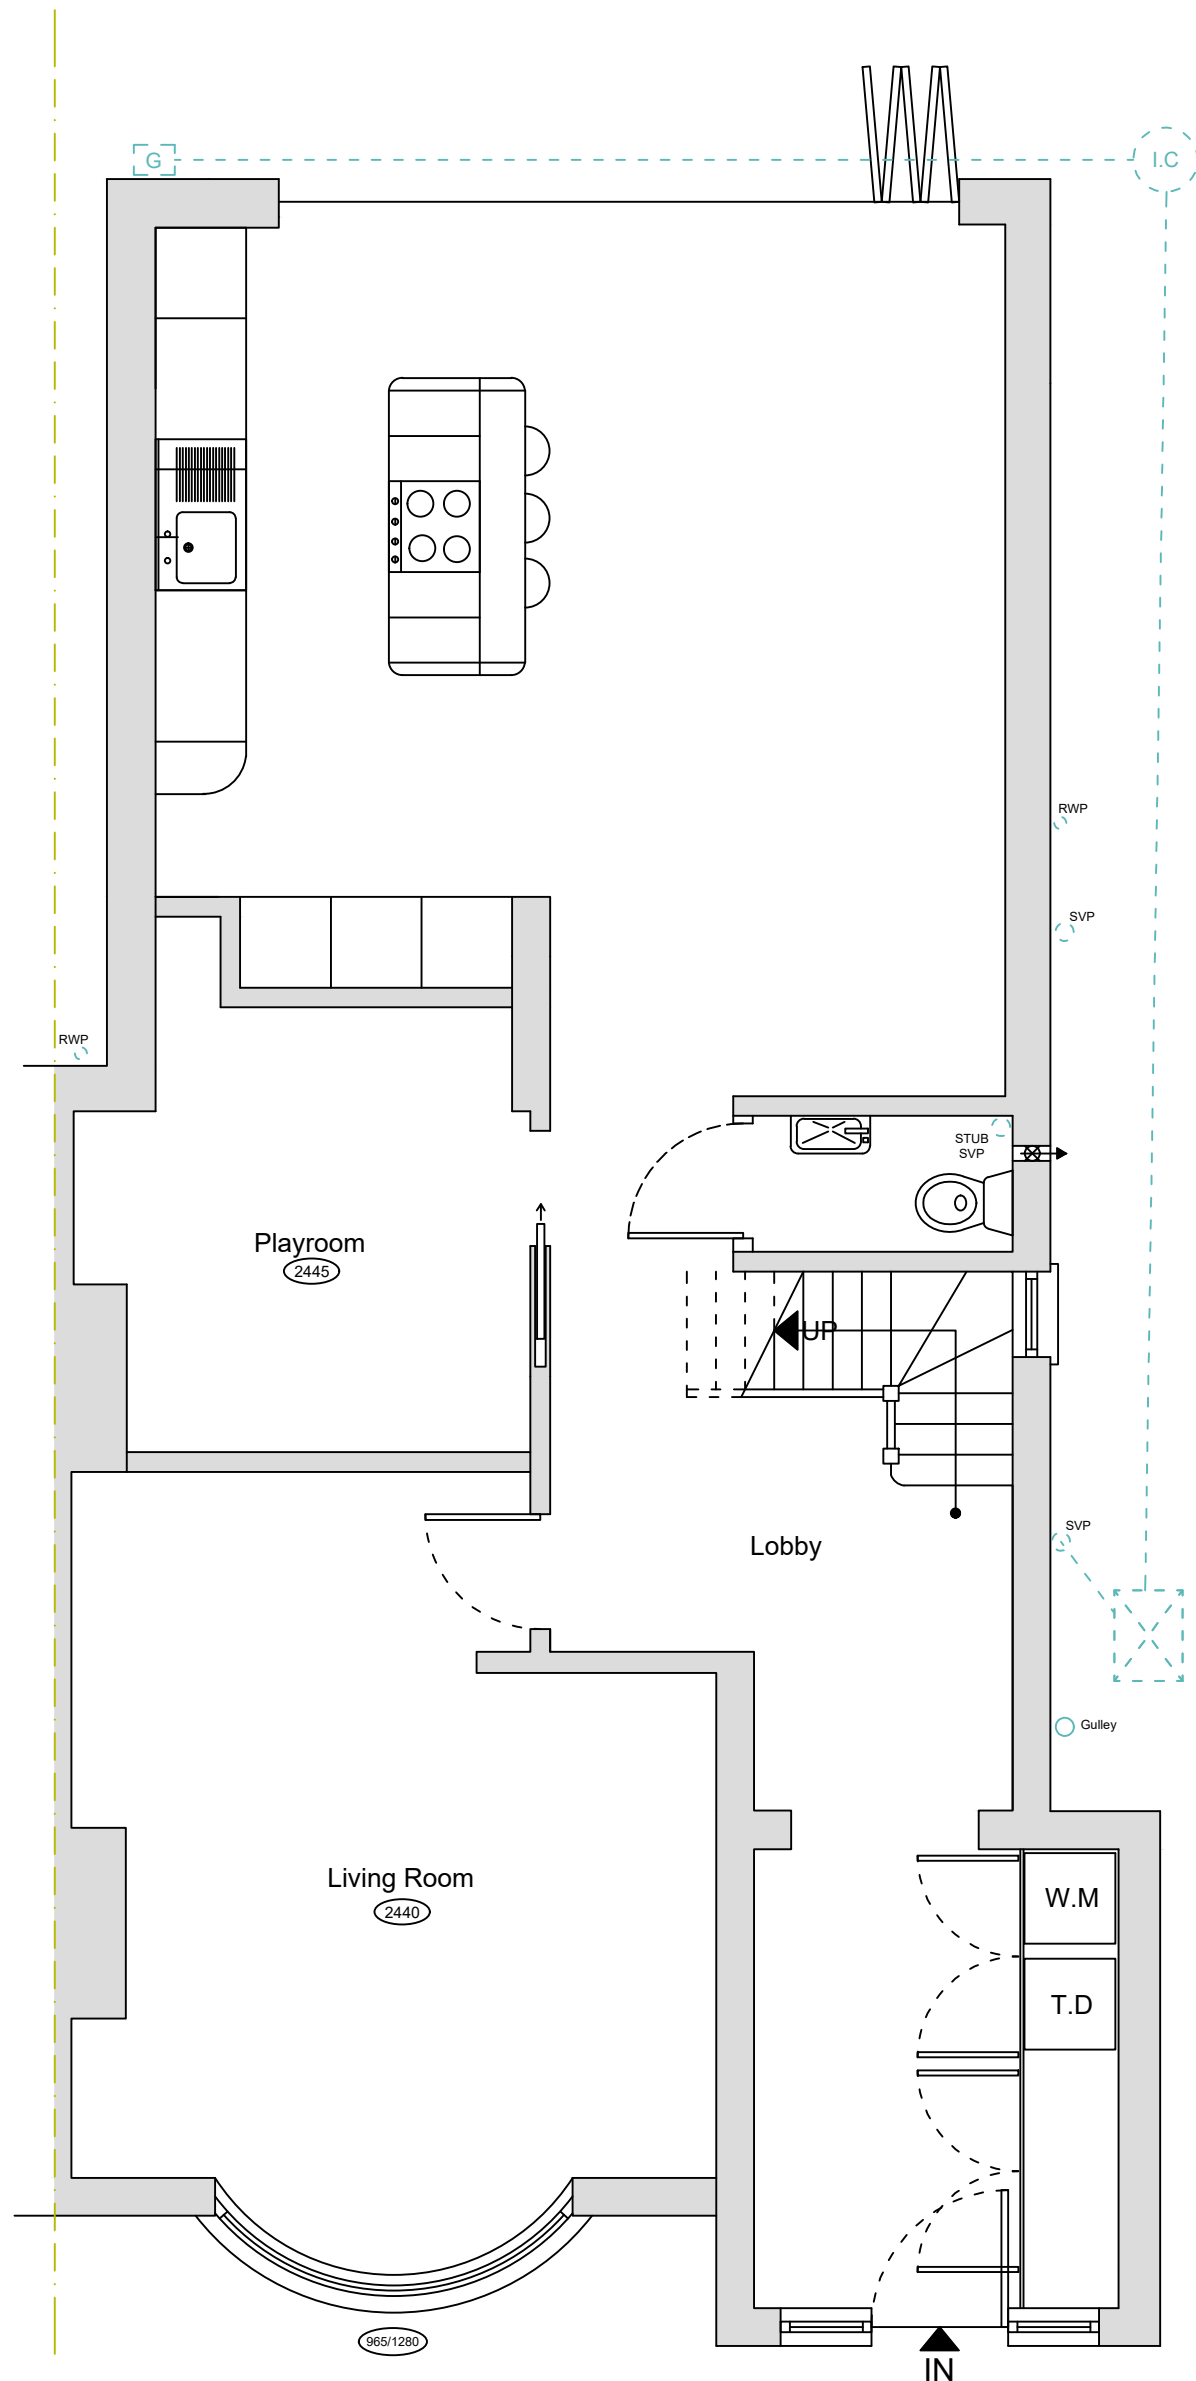 G
I.C
RWP
SVP
RWP
STUB
SVP
Playroom
2445
UP
SVP
Lobby
Gulley
Living Room
2440
W.M
T.D
965/1280
IN